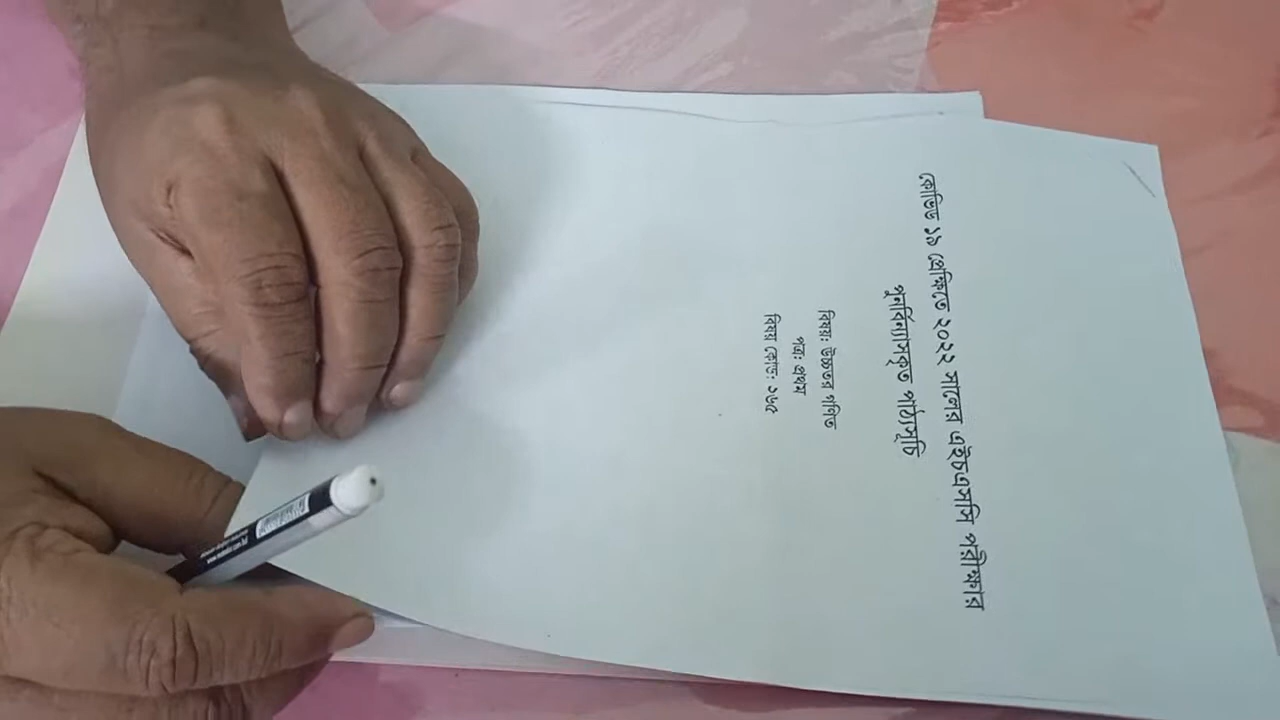 কোভিড ১৯ প্রেক্ষিতে ২০২২ সালের এইচএসসি পরীক্ষার
পুনর্বিন্যাসকৃত পাঠ্যসূচি
বিষয়: উচ্চতর গণিত
পত্র: প্রথম
বিষয় কোড: ২৬৫